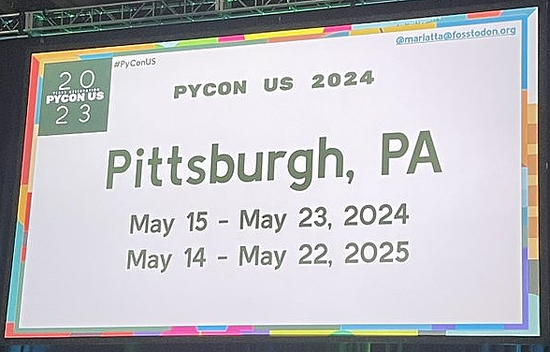 @mariatta@fosstodon.org
#PyConUS
20
PYCON US
23
PYCON US 2024
Pittsburgh, PA
May 15 - May 23, 2024
May 14 - May 22, 2025